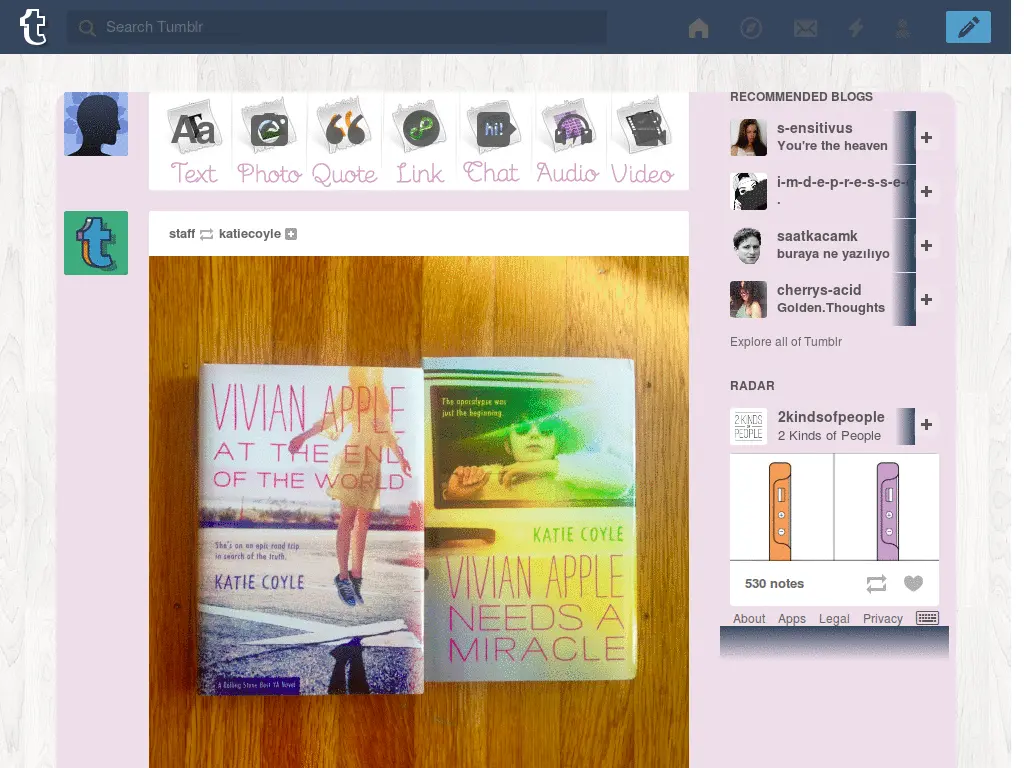 Search Tumblr
Aa
hi!
Text Photo Quote Link Chat Audio Video
staff katiecoyle
VIVIAN APPLE
AT THE END
OF THE WORLD
She's on an epic road trip
in search of the truth.
KATIE COYLE
A Rolling Stone Best YA Novel
The apocalypse was
just the beginning.
KATIE COYLE
VIVIAN APPLE
NEEDS A
MIRACLE
RECOMMENDED BLOGS
s-ensitivus
You're the heaven
i-m-d-e-p-r-e-s-s-e-
.
saatkacamk
buraya ne yazılıyo
cherrys-acid
Golden.Thoughts
Explore all of Tumblr
RADAR
2 KINDS
OF
PEOPLE
2kindsofpeople
2 Kinds of People
530 notes
About Apps Legal Privacy